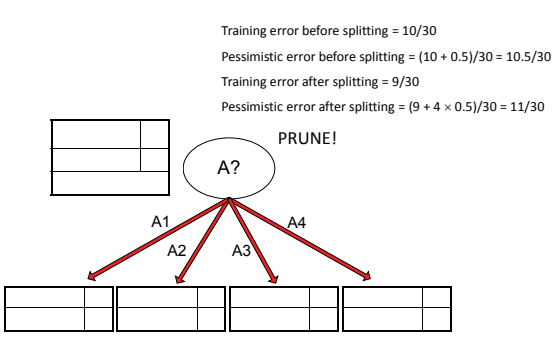 Training error before splitting = 10/30
Pessimistic error before splitting = (10 + 0.5)/30 = 10.5/30
Training error after splitting = 9/30
Pessimistic error after splitting = (9 + 4 × 0.5)/30 = 11/30
PRUNE!
A?
A1
A4
A2
A3